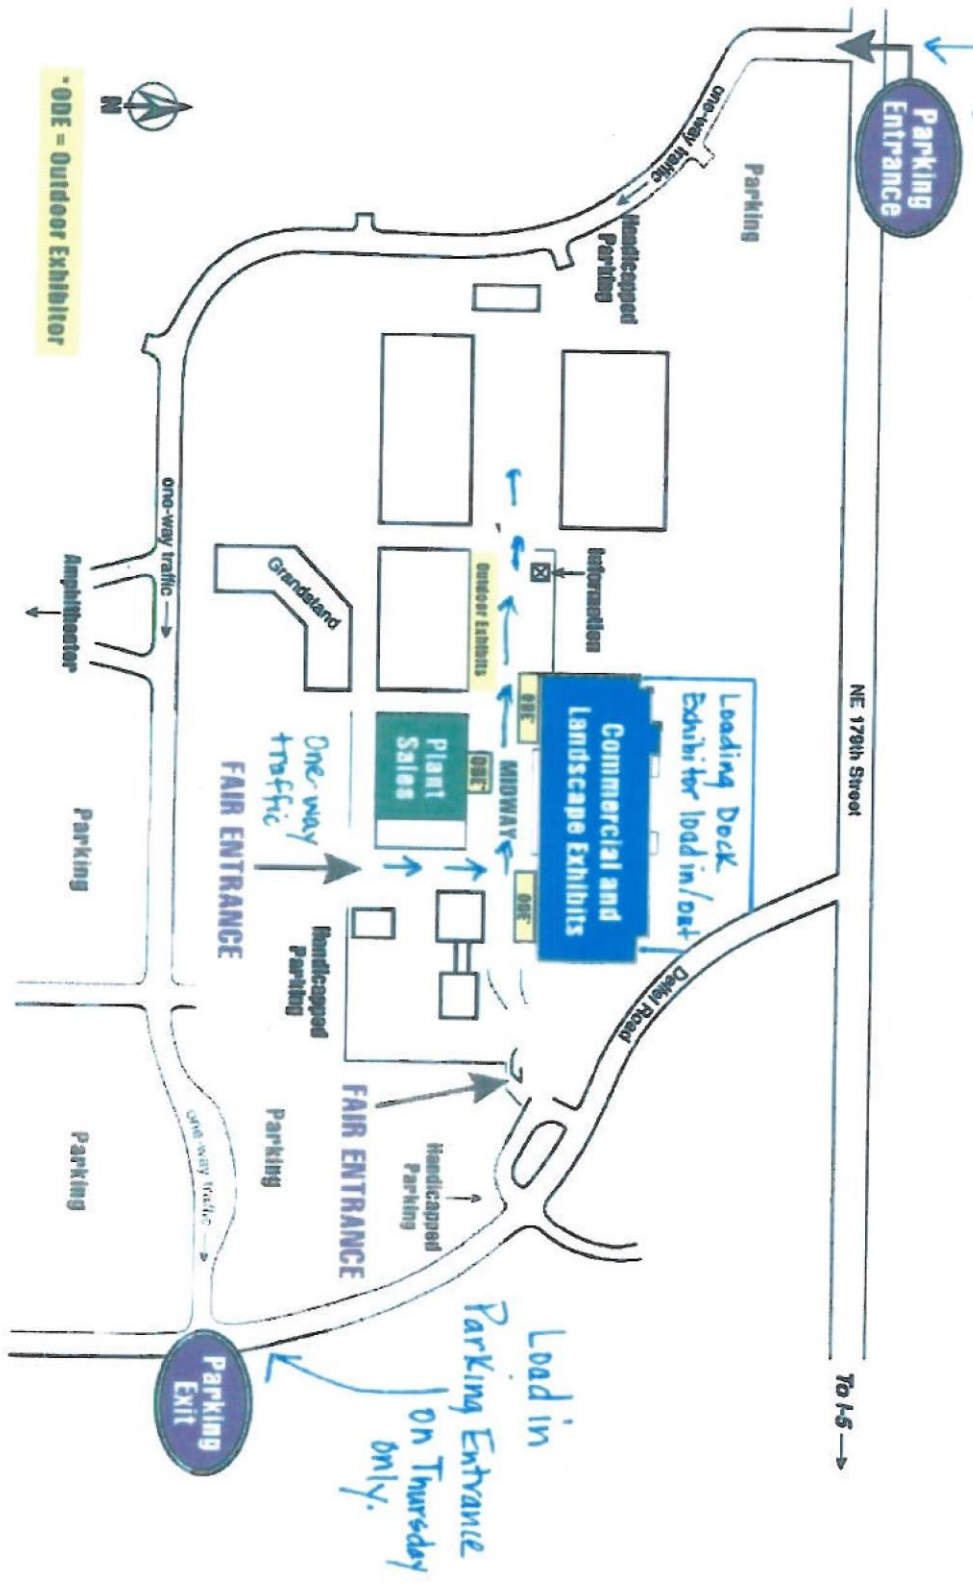 Parking
Entrance
NE 179th Street
To I-5
one-way traffic
Parking
Handicapped
Parking
Information
Loading Dock
Exhibitor load in/out
Delfel Road
Commercial and
Landscape Exhibits
ODE*
ODE*
MIDWAY
Outdoor Exhibits
ODE*
Plant
Sales
Grandstand
One way
traffic
FAIR ENTRANCE
Handicapped
Parking
FAIR ENTRANCE
Handicapped
Parking
Load in
Parking Entrance
on Thursday
only.
one-way traffic
Amphitheater
Parking
Parking
Parking
one-way traffic
Parking
Exit
N
*ODE = Outdoor Exhibitor